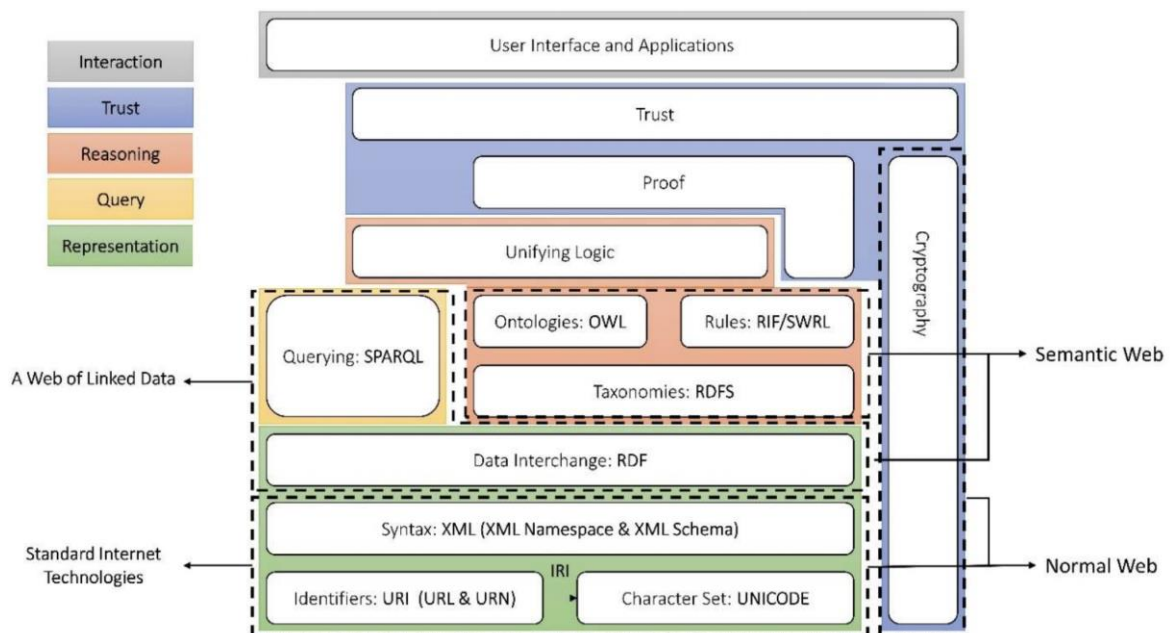 User Interface and Applications
Interaction
Trust
Reasoning
Query
Representation
Trust
Proof
Unifying Logic
Cryptography
Ontologies: OWL
Rules: RIF/SWRL
Querying: SPARQL
Taxonomies: RDFS
A Web of Linked Data
Semantic Web
Data Interchange: RDF
Syntax: XML (XML Namespace & XML Schema)
Standard Internet
Technologies
IRI
Identifiers: URI (URL & URN)
Character Set: UNICODE
Normal Web